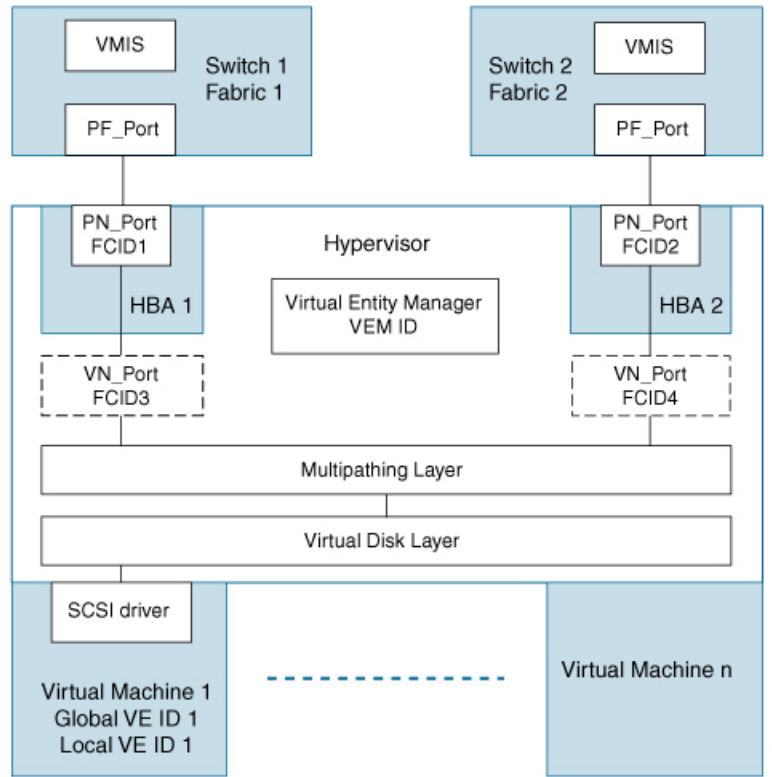 VMIS
Switch 1
Fabric 1
PF_Port
VMIS
Switch 2
Fabric 2
PF_Port
PN_Port
FCID1
HBA 1
Hypervisor
Virtual Entity Manager
VEM ID
PN_Port
FCID2
HBA 2
VN_Port
FCID3
VN_Port
FCID4
Multipathing Layer
Virtual Disk Layer
SCSI driver
Virtual Machine 1
Global VE ID 1
Local VE ID 1
Virtual Machine n